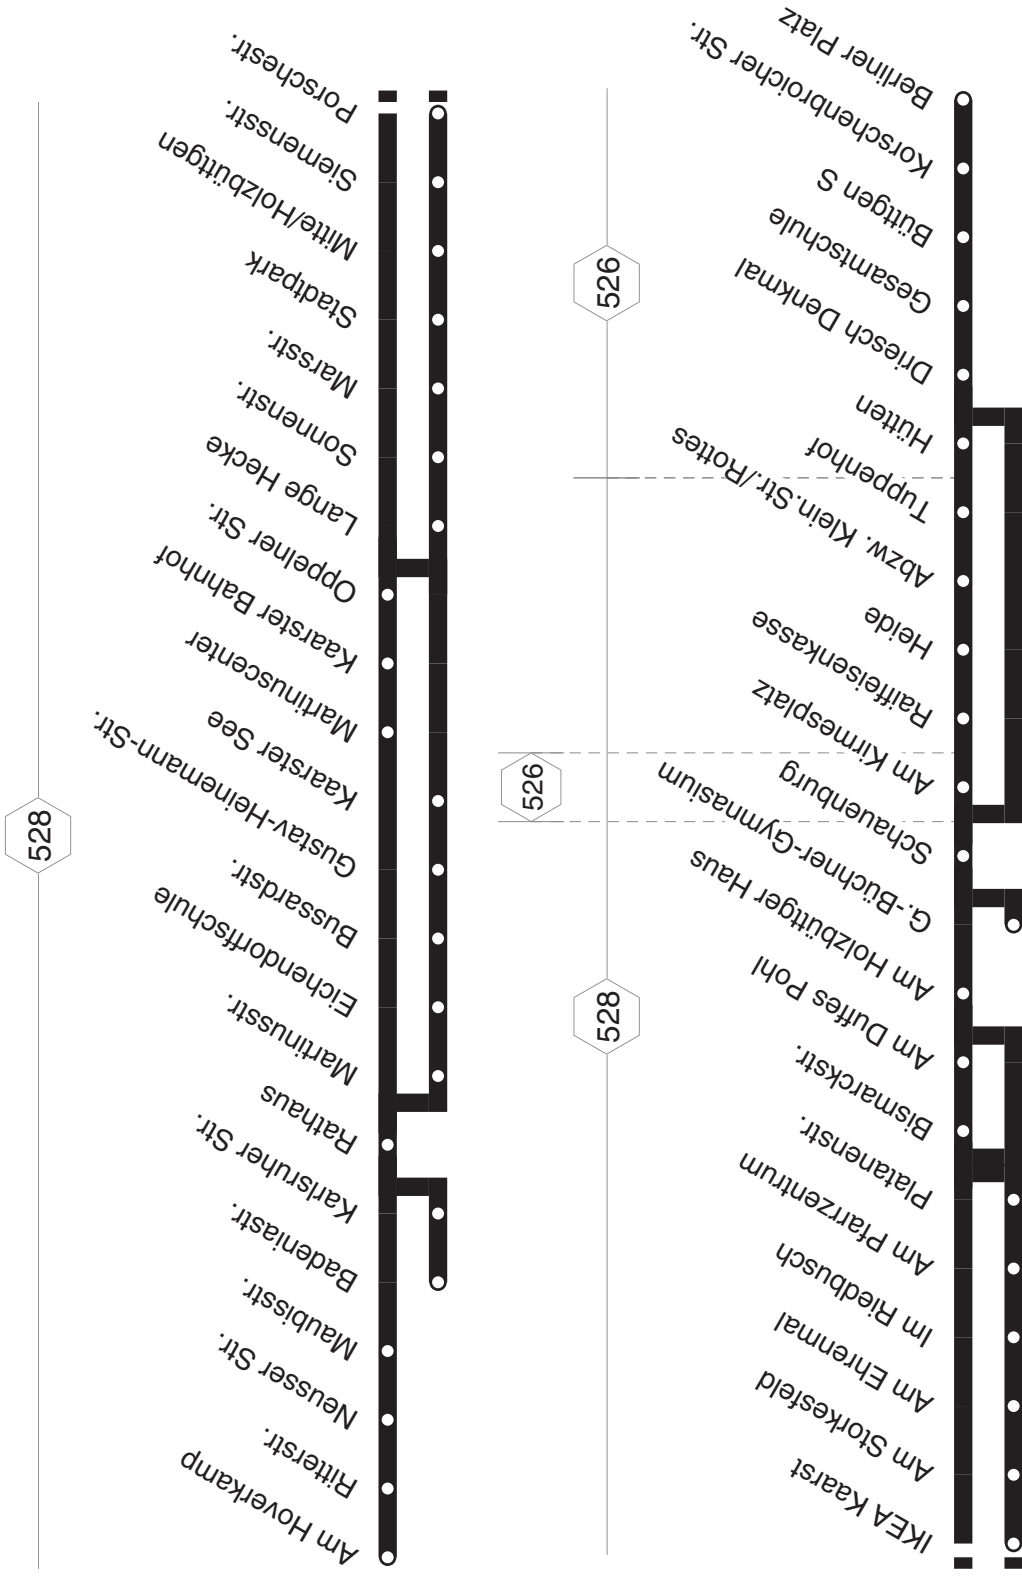 Berliner Platz
Korschenbroicher Str.
Büttgen S
Gesamtschule
Driesch Denkmal
Hütten
Tuppenhof
Abzw. Klein.Str./Rottes
Heide
Raiffeisenkasse
Am Kirmesplatz
Schauenburg
G.-Büchner-Gymnasium
Am Holzbüttger Haus
Am Duffes Pohl
Bismarckstr.
Platanenstr.
Am Pfarrzentrum
Im Riedbusch
Am Ehrenmal
Am Storkesfeld
IKEA Kaarst
526
526
528
Porschestr.
Siemensstr.
Mitte/Holzbüttgen
Stadtpark
Marsstr.
Sonnenstr.
Lange Hecke
Oppelner Str.
Kaarster Bahnhof
Martinuscenter
Kaarster See
Gustav-Heinemann-Str.
Bussardstr.
Eichendorffschule
Martinusstr.
Rathaus
Karlsruher Str.
Badeniastr.
Maubisstr.
Neusser Str.
Ritterstr.
Am Hoverkamp
528